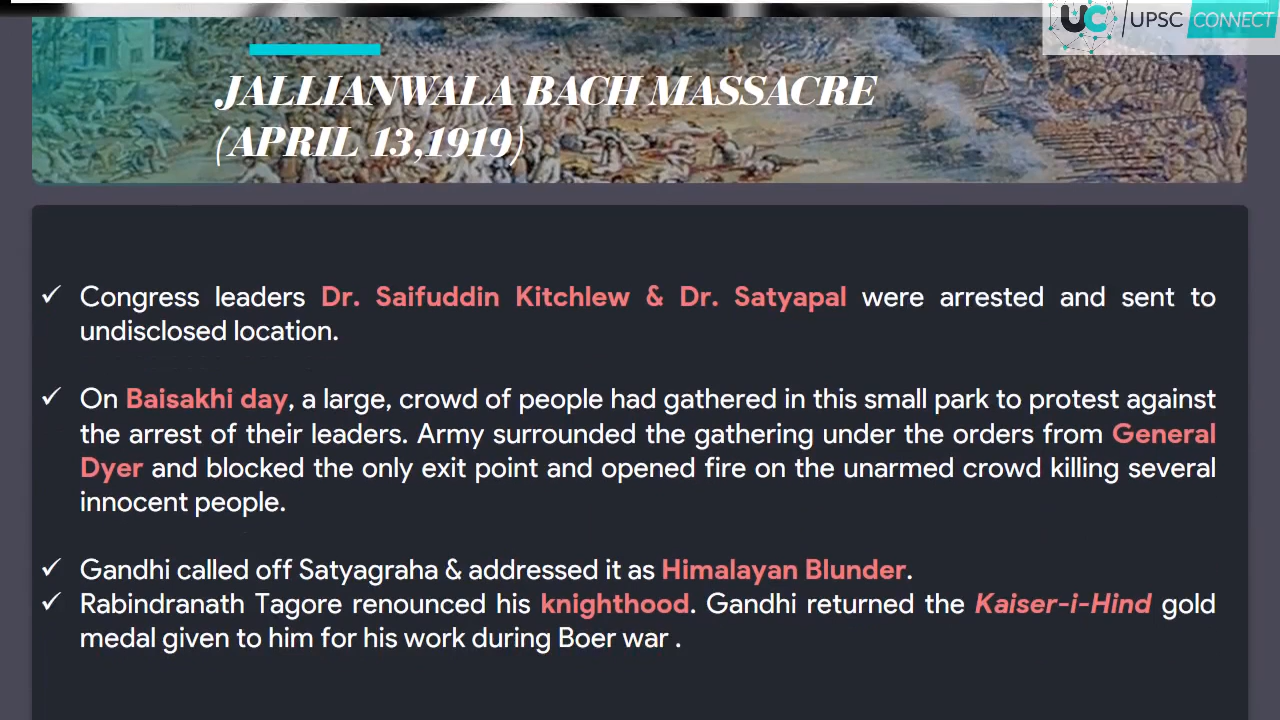 UC UPSC CONNECT
JALLIANWALA BACH MASSACRE
(APRIL 13,1919)
✓ Congress leaders Dr. Saifuddin Kitchlew & Dr. Satyapal were arrested and sent to
undisclosed location.
✓ On Baisakhi day, a large, crowd of people had gathered in this small park to protest against
the arrest of their leaders. Army surrounded the gathering under the orders from General
Dyer and blocked the only exit point and opened fire on the unarmed crowd killing several
innocent people.
✓ Gandhi called off Satyagraha & addressed it as Himalayan Blunder.
✓ Rabindranath Tagore renounced his knighthood. Gandhi returned the Kaiser-i-Hind gold
medal given to him for his work during Boer war .